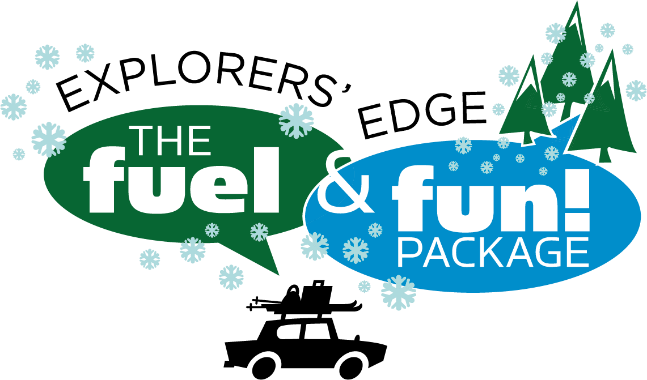 EXPLORERS' EDGE
THE
fuel
&
fun!
PACKAGE